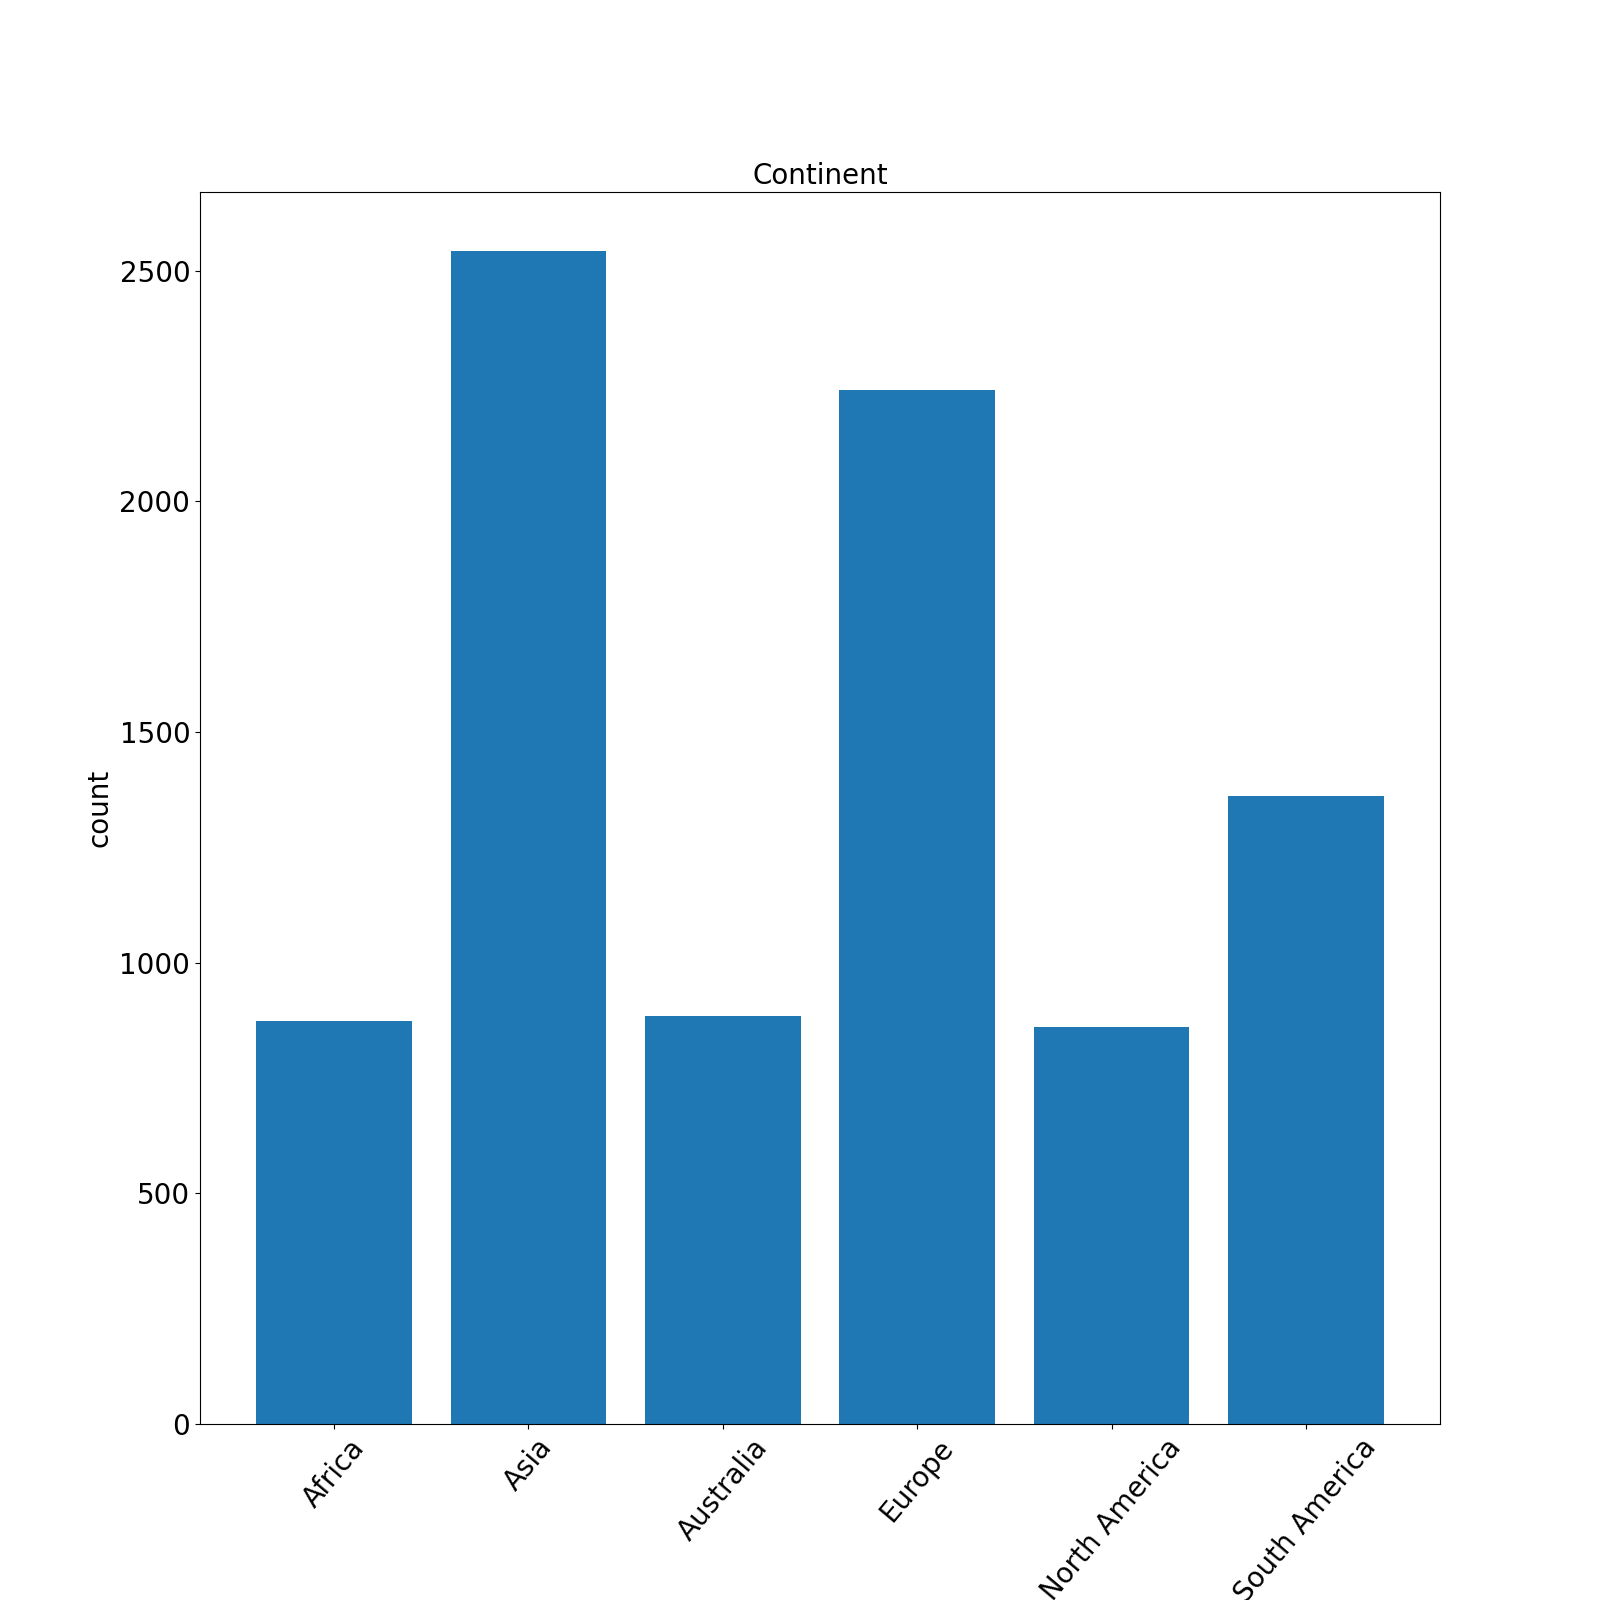 Continent
2500
2000
1500
1000
500
0
count
Africa
Asia
Australia
Europe
North America
South America